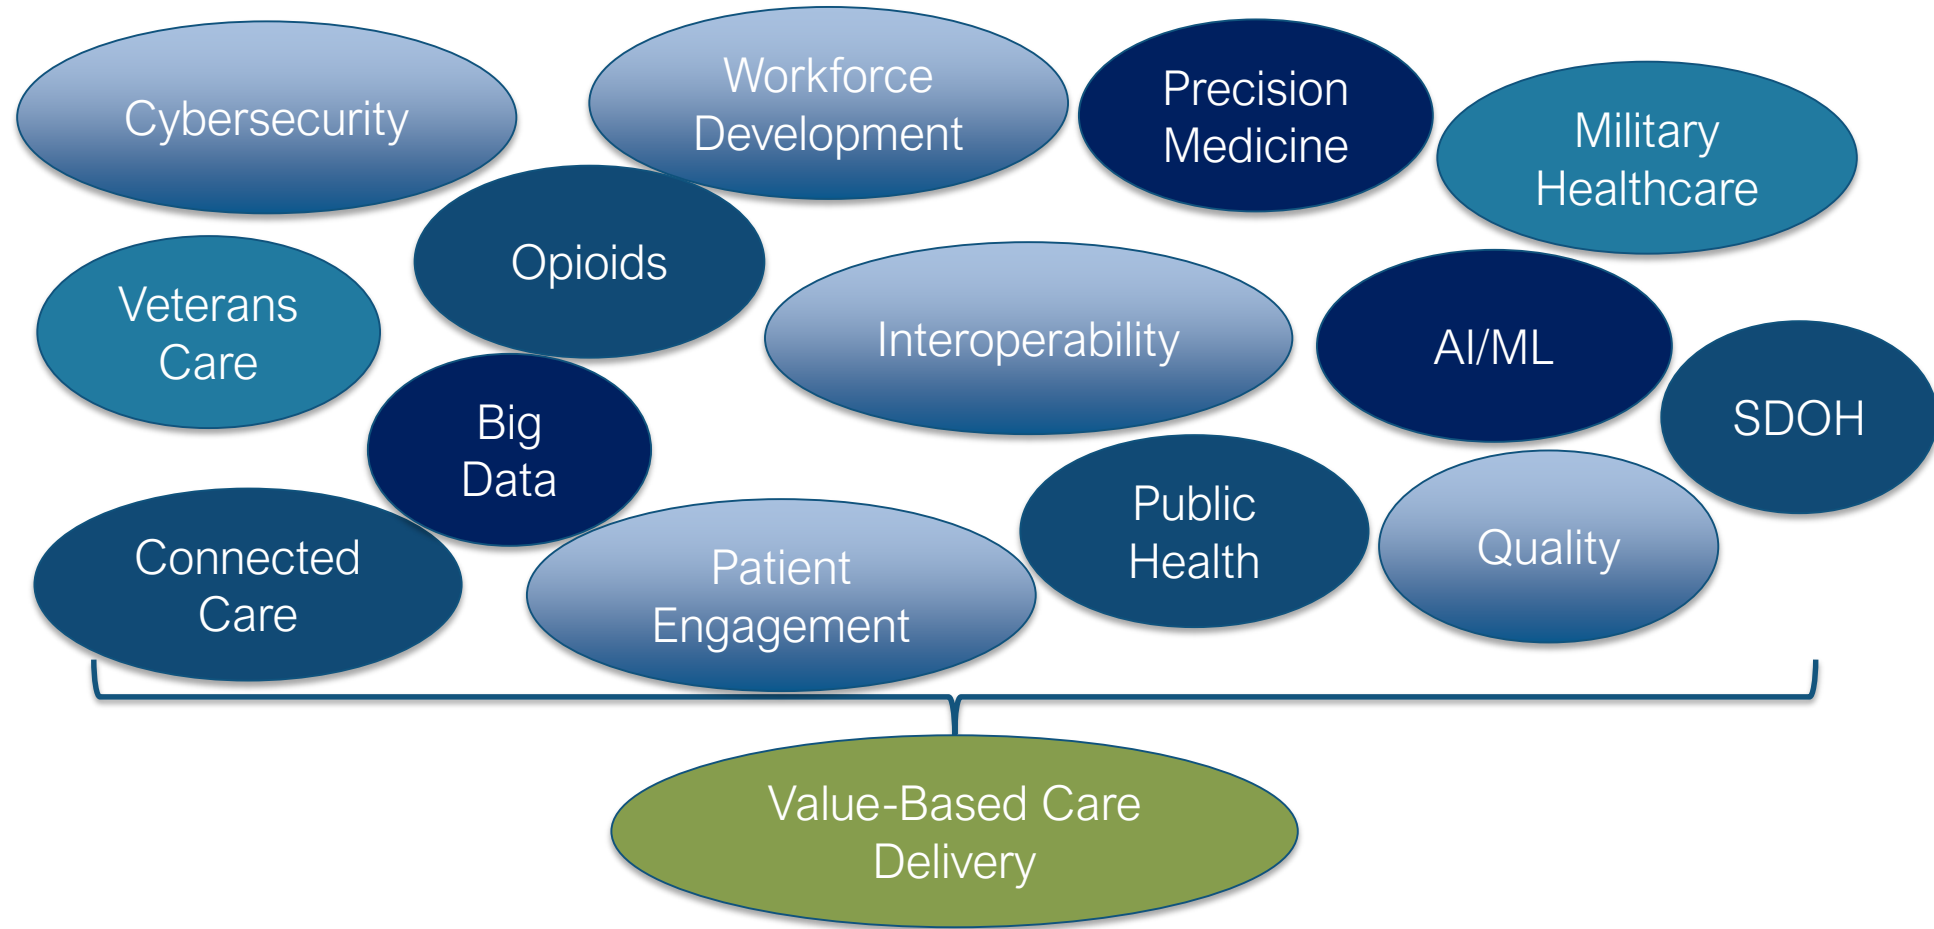 Cybersecurity
Workforce
Development
Precision
Medicine
Military
Healthcare
Veterans
Care
Opioids
Interoperability
AI/ML
SDOH
Big
Data
Connected
Care
Patient
Engagement
Public
Health
Quality
Value-Based Care
Delivery